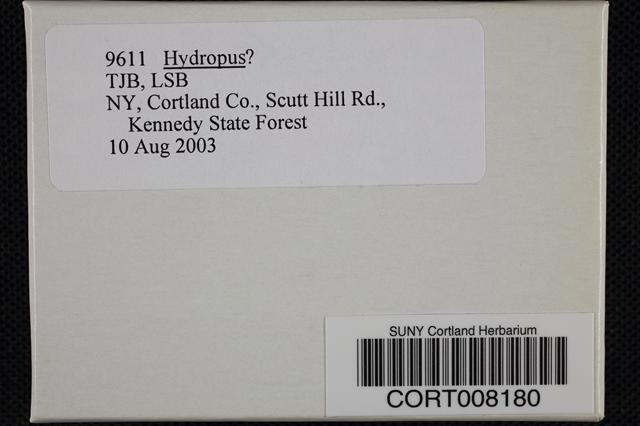 9611 Hydropus?
TJB, LSB
NY, Cortland Co., Scutt Hill Rd.,
Kennedy State Forest
10 Aug 2003
SUNY Cortland Herbarium
CORT008180